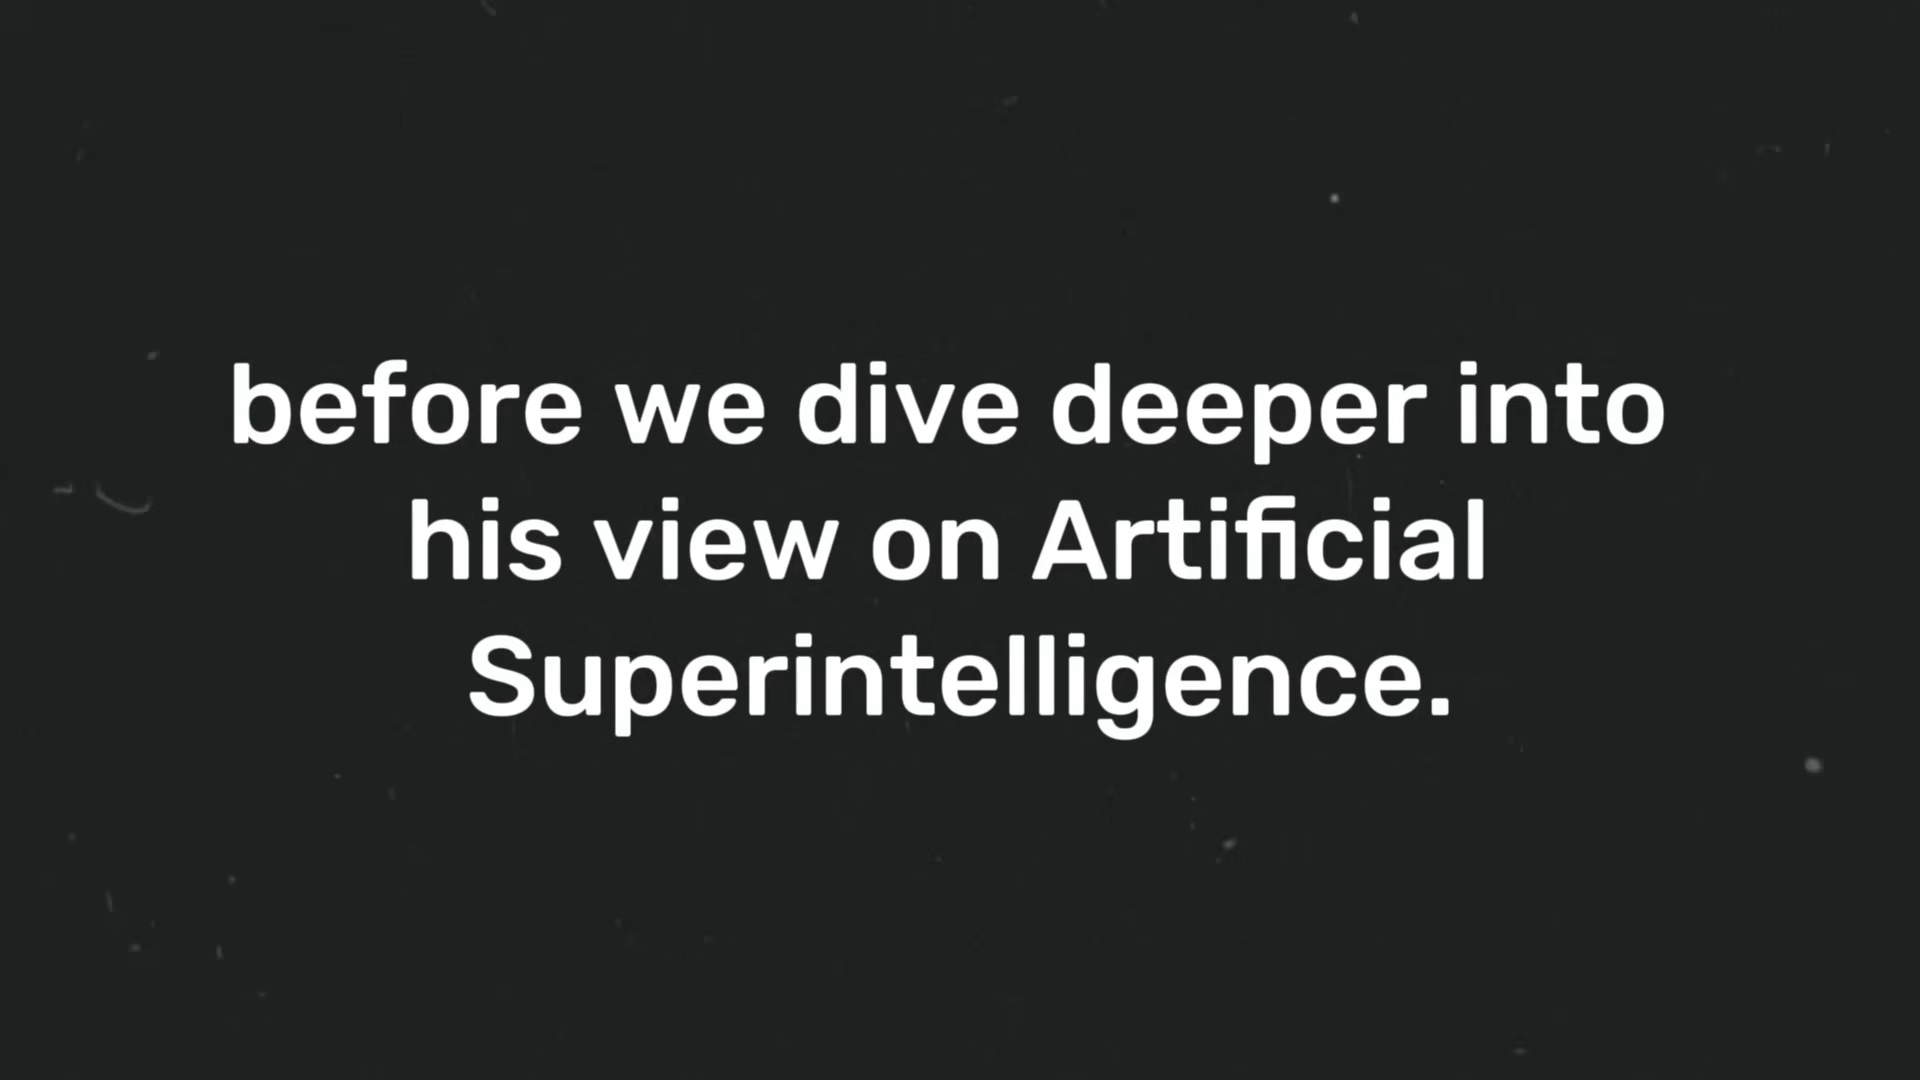 before we dive deeper into
his view on Artificial
Superintelligence.